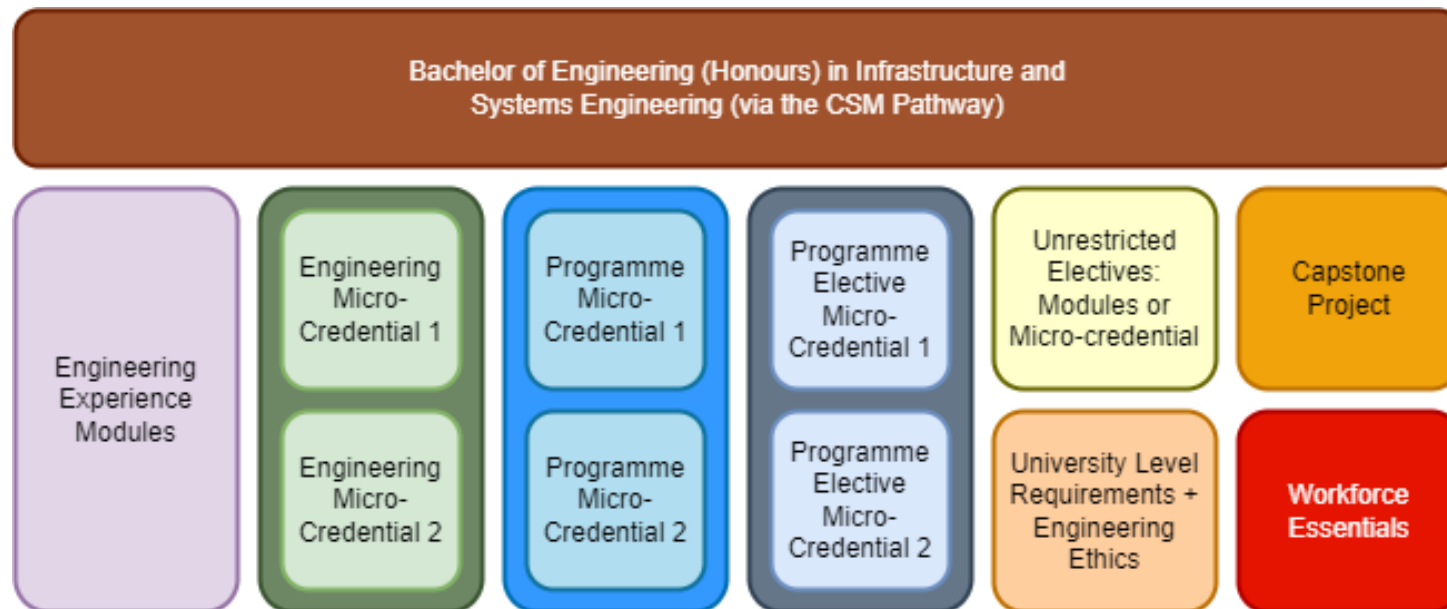 Bachelor of Engineering (Honours) in Infrastructure and
Systems Engineering (via the CSM Pathway)
Engineering
Experience
Modules
Engineering
Micro-
Credential 1
Engineering
Micro-
Credential 2
Programme
Micro-
Credential 1
Programme
Micro-
Credential 2
Programme
Elective
Micro-
Credential 1
Programme
Elective
Micro-
Credential 2
Unrestricted
Electives:
Modules or
Micro-credential
University Level
Requirements +
Engineering
Ethics
Capstone
Project
Workforce
Essentials